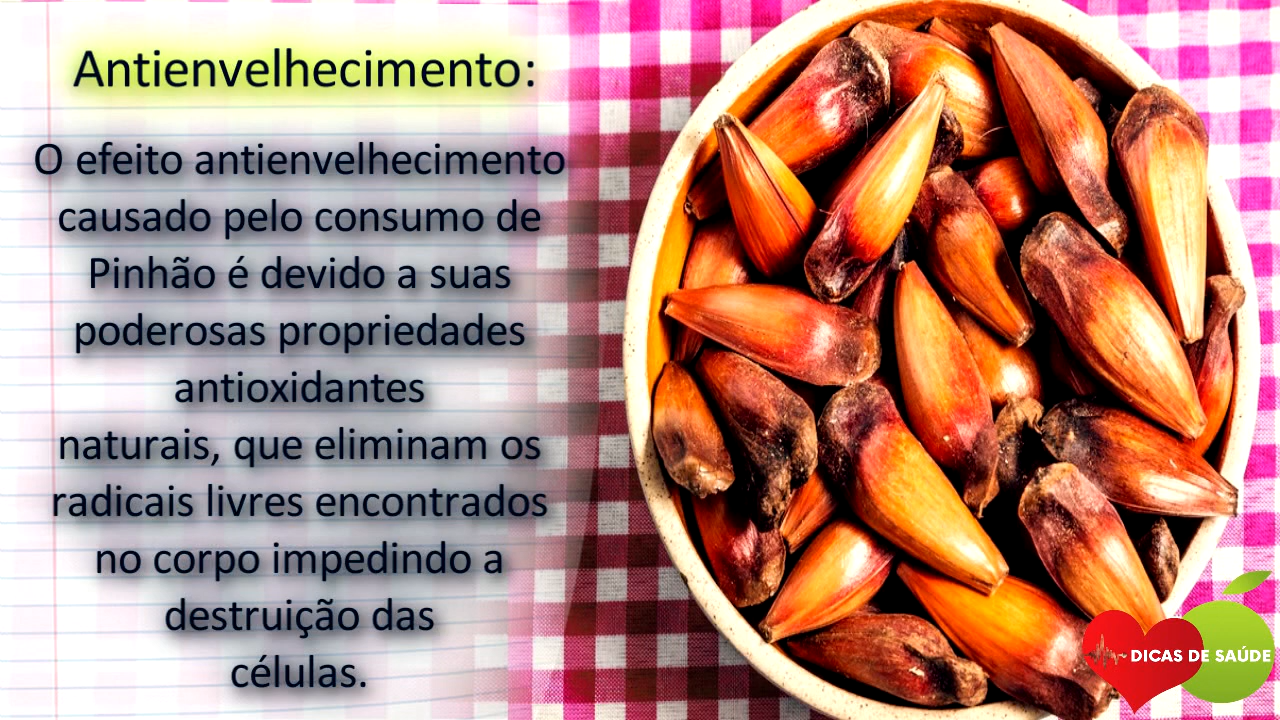 Antienvelhecimento:
O efeito antienvelhecimento
causado pelo consumo de
Pinhão é devido a suas
poderosas propriedades
antioxidantes
naturais, que eliminam os
radicais livres encontrados
no corpo impedindo a
destruição das
células.
DICAS DE SAÚDE